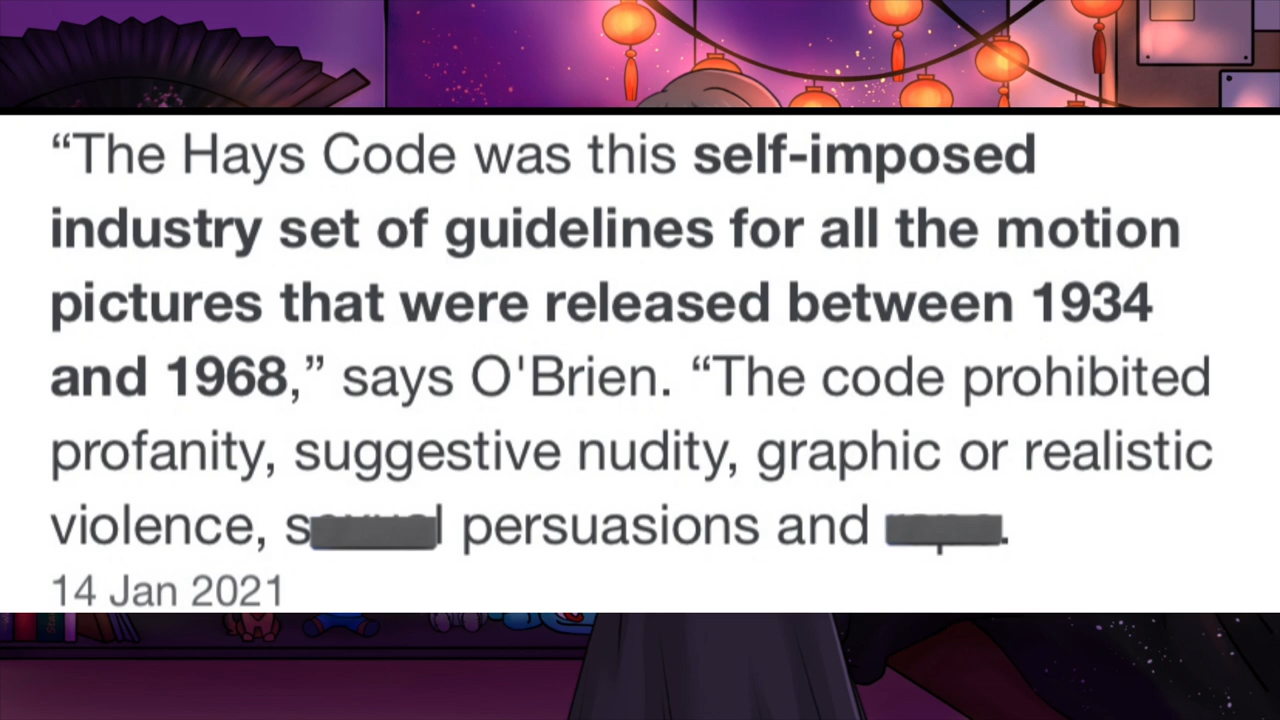 “The Hays Code was this self-imposed
industry set of guidelines for all the motion
pictures that were released between 1934
and 1968,” says O'Brien. “The code prohibited
profanity, suggestive nudity, graphic or realistic
violence, persuasions and
14 Jan 2021